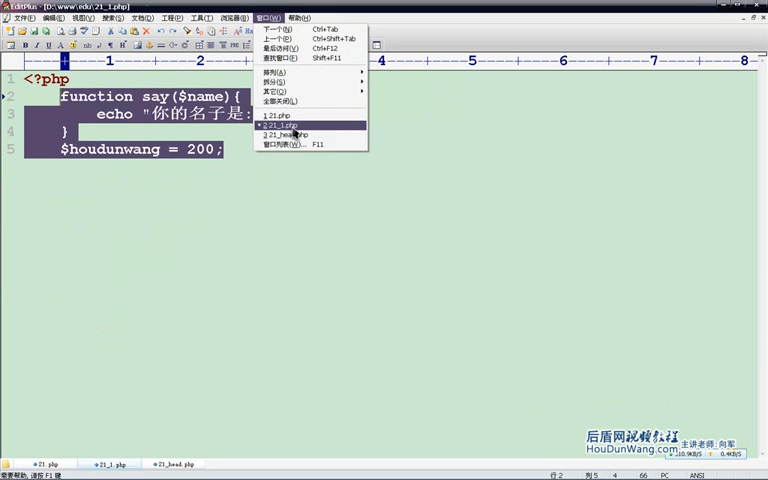 EditPlus - [D:\www\edu\21_1.php]
文件(F) 编辑(E) 视图(V) 搜索(S) 文档(D) 工程(P) 工具(T) 浏览器(B) 窗口(W) 帮助(H)
下一个(N) Ctrl+Tab
上一个(P) Ctrl+Shift+Tab
最后访问(V) Ctrl+F12
查找窗口(F) Shift+F11
排列(A)
拆分(S)
其它(O)
全部关闭(L)
1 21.php
2 21_1.php
3 21_head.php
窗口列表(W)... F11
1 2 4 5 6 7 8
1 <?php
2 function say($name){
3 echo "你的名子是:
4 }
5 $houdunwang = 200;
后盾网视频教程
HouDunWang.com 主讲老师:向军
0.4KB/S
21.php 21_1.php 21_head.php
需要帮助, 请按 F1 键 行 2 列 5 4 66 PC ANSI